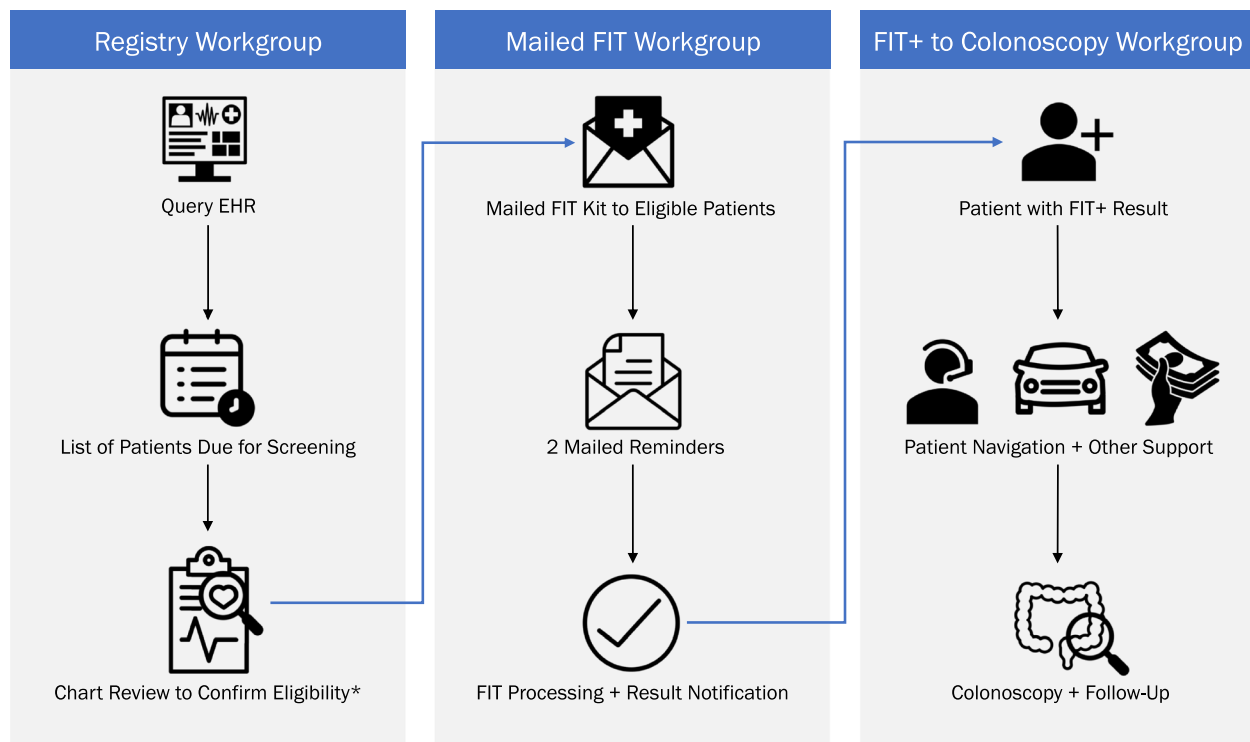 Registry Workgroup
Query EHR
List of Patients Due for Screening
Chart Review to Confirm Eligibility*
Mailed FIT Workgroup
Mailed FIT Kit to Eligible Patients
2 Mailed Reminders
FIT Processing + Result Notification
FIT+ to Colonoscopy Workgroup
Patient with FIT+ Result
Patient Navigation + Other Support
Colonoscopy + Follow-Up